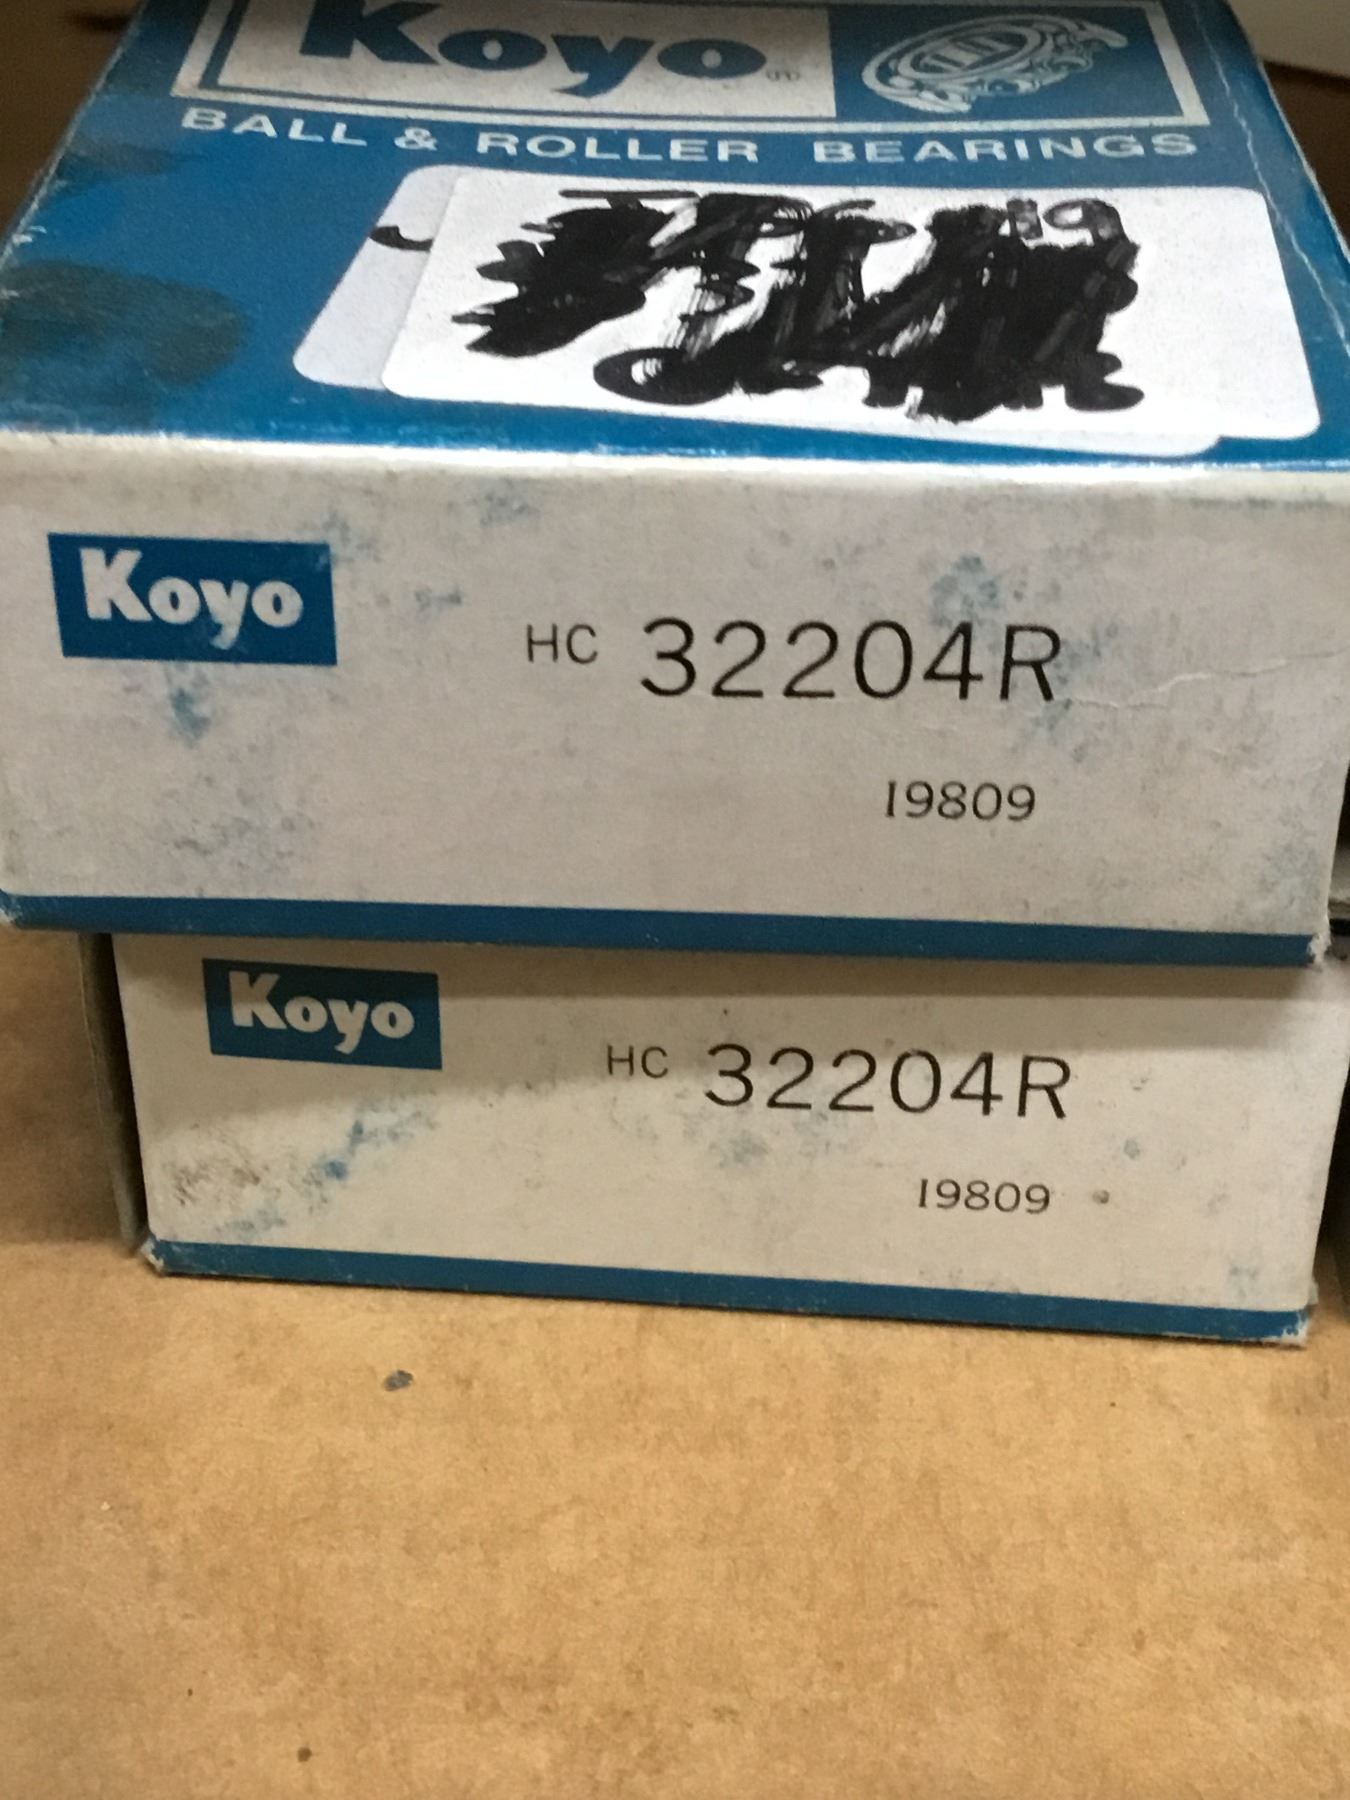 Koyo®
BALL & ROLLER BEARINGS
Koyo
HC 32204R
19809
Koyo
HC 32204R
19809